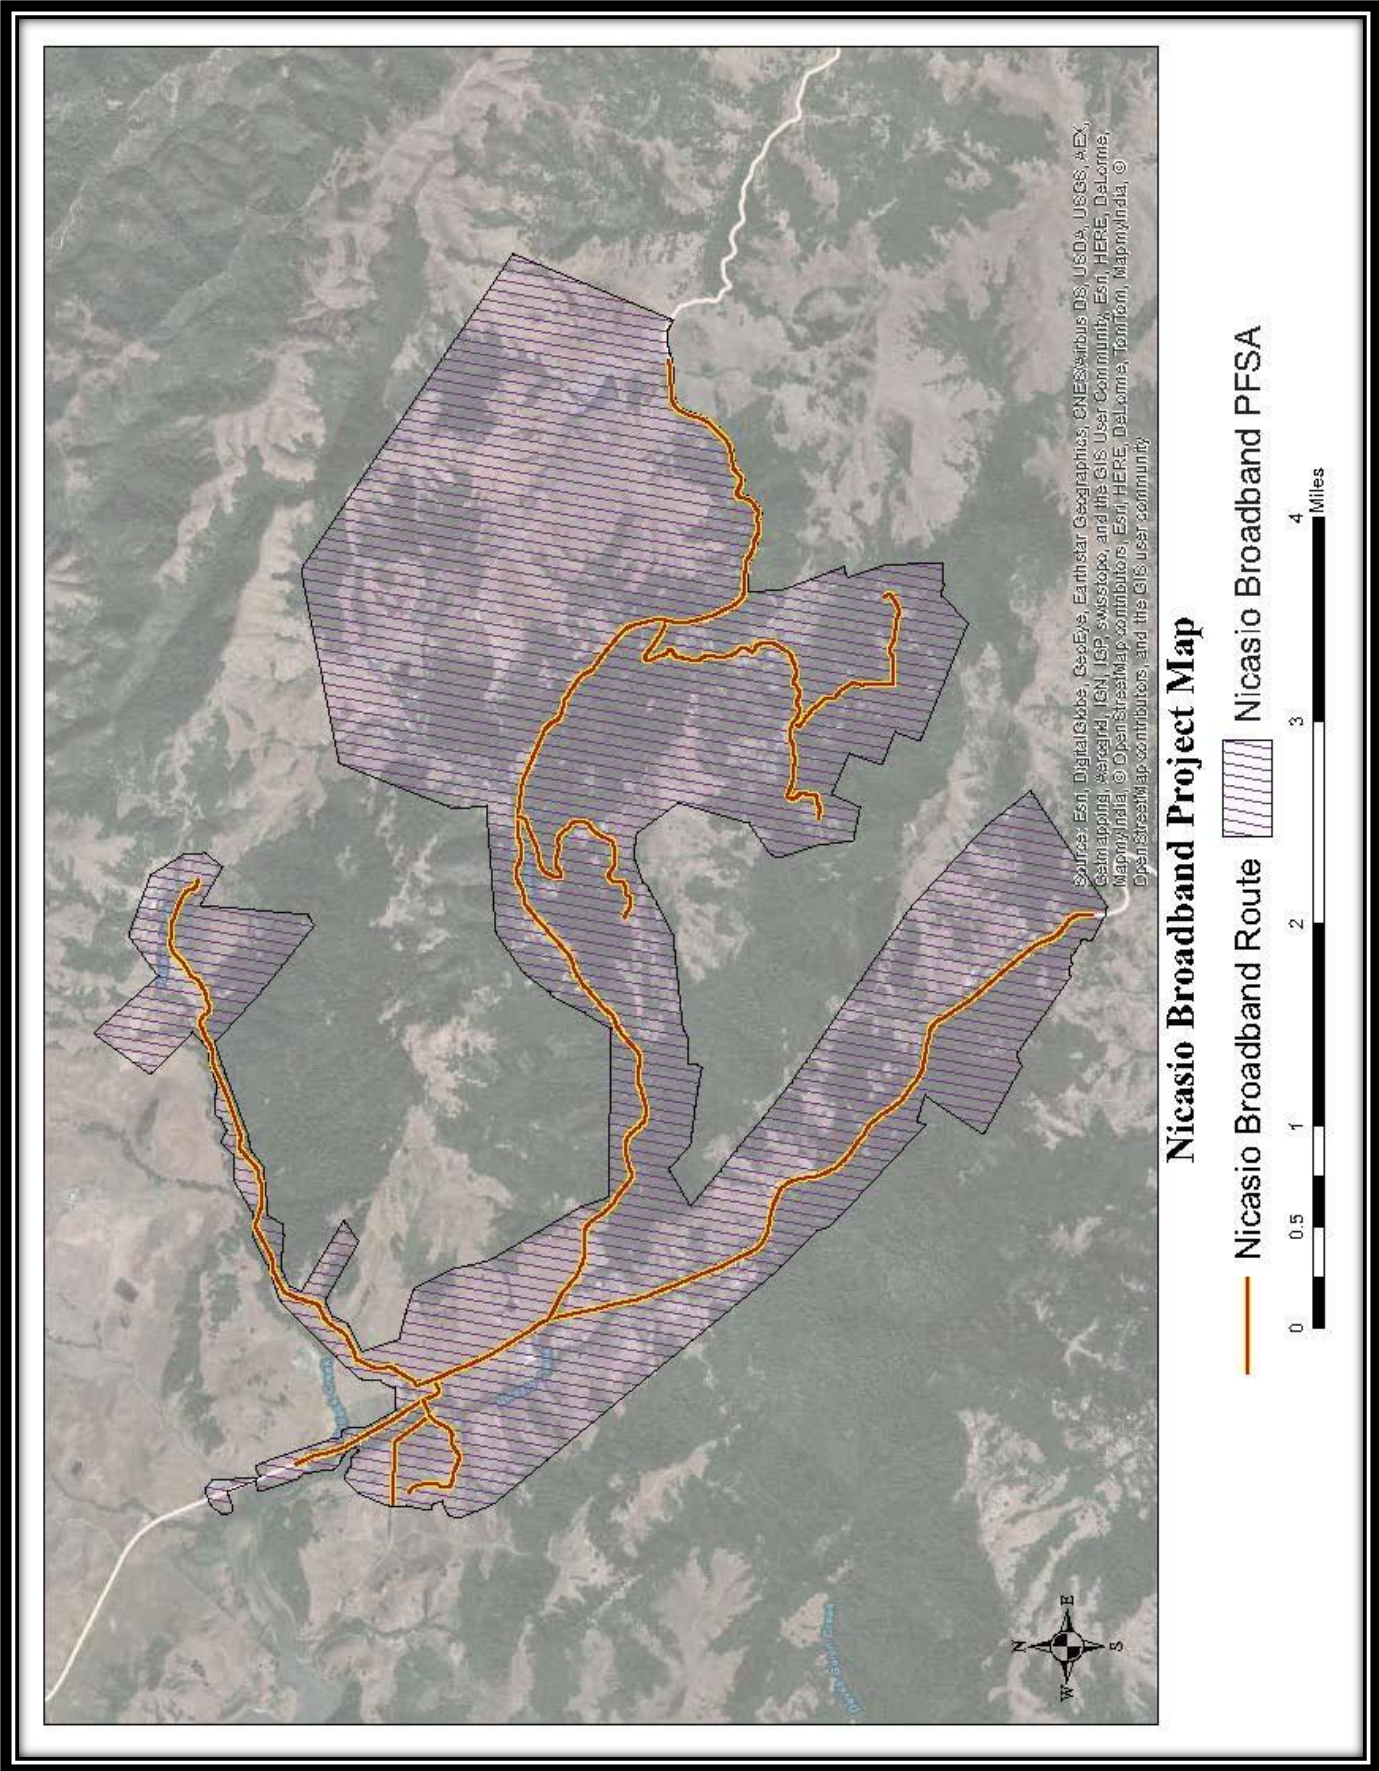 N
W E
S
Source: Esri, DigitalGlobe, GeoEye, Earthstar Geographics, CNES/Airbus DS, USDA, USGS, AEX,
Getmapping, Aerogrid, IGN, IGP, swisstopo, and the GIS User Community, Esri, HERE, DeLorme,
MapmyIndia, © OpenStreetMap contributors, Esri, HERE, DeLorme, TomTom, MapmyIndia, ©
OpenStreetMap contributors, and the GIS user community
Nicasio Broadband Project Map
Nicasio Broadband Route Nicasio Broadband PFSA
0 0.5 1 2 3 4
Miles